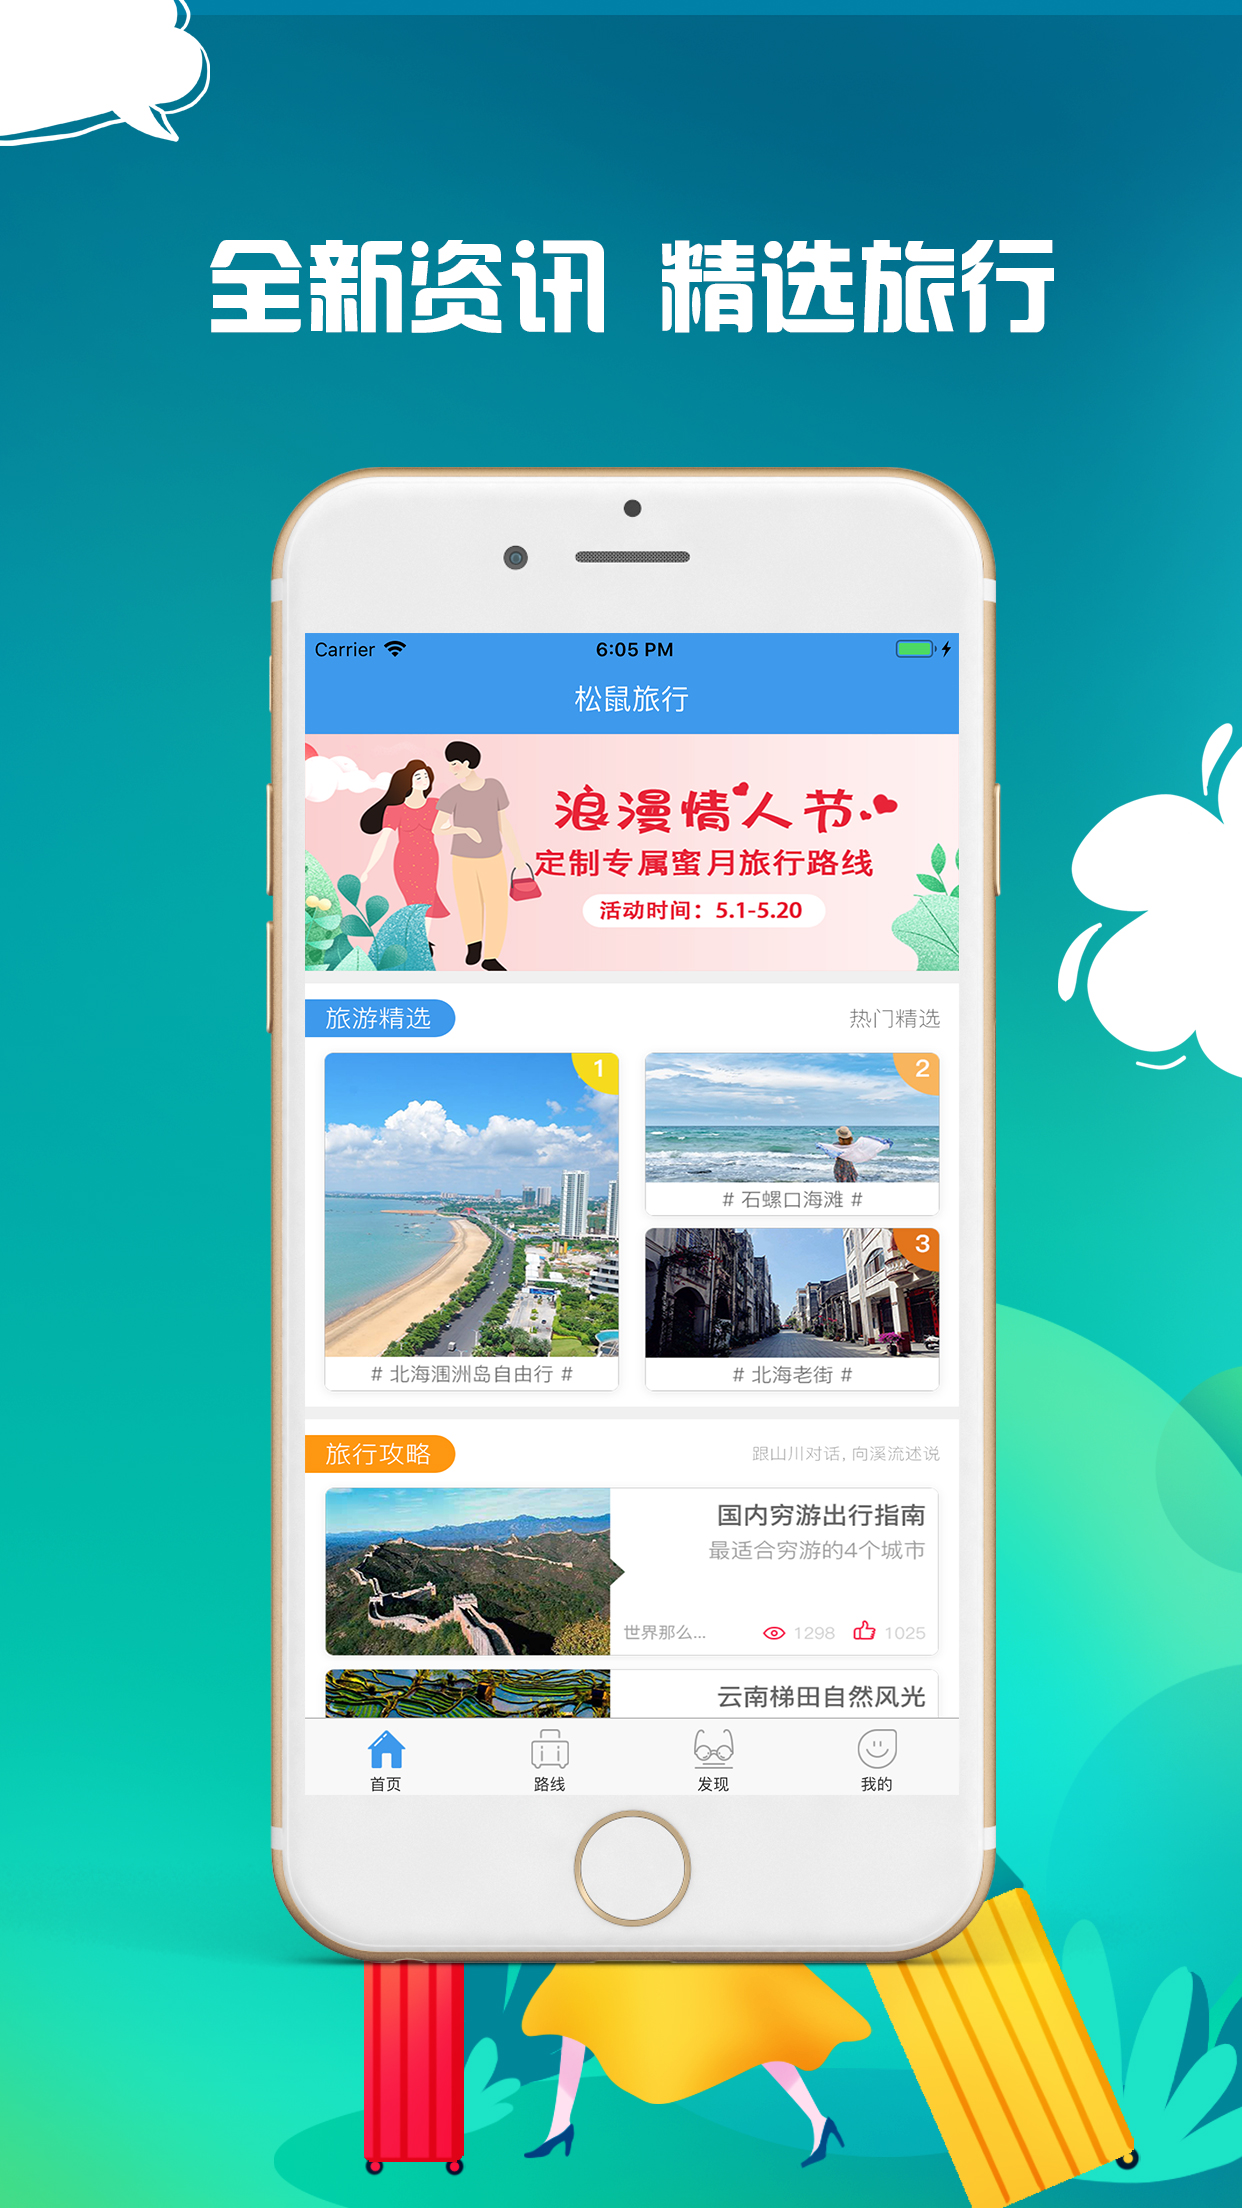 全新资讯 精选旅行
Carrier 6:05 PM
松鼠旅行
浪漫情人节
定制专属蜜月旅行路线
活动时间：5.1-5.20
旅游精选 热门精选
1
# 北海涠洲岛自由行 #
2
# 石螺口海滩 #
3
# 北海老街 #
旅行攻略 跟山川对话, 向溪流述说
国内穷游出行指南
最适合穷游的4个城市
世界那么... 1298 1025
云南梯田自然风光
首页 路线 发现 我的